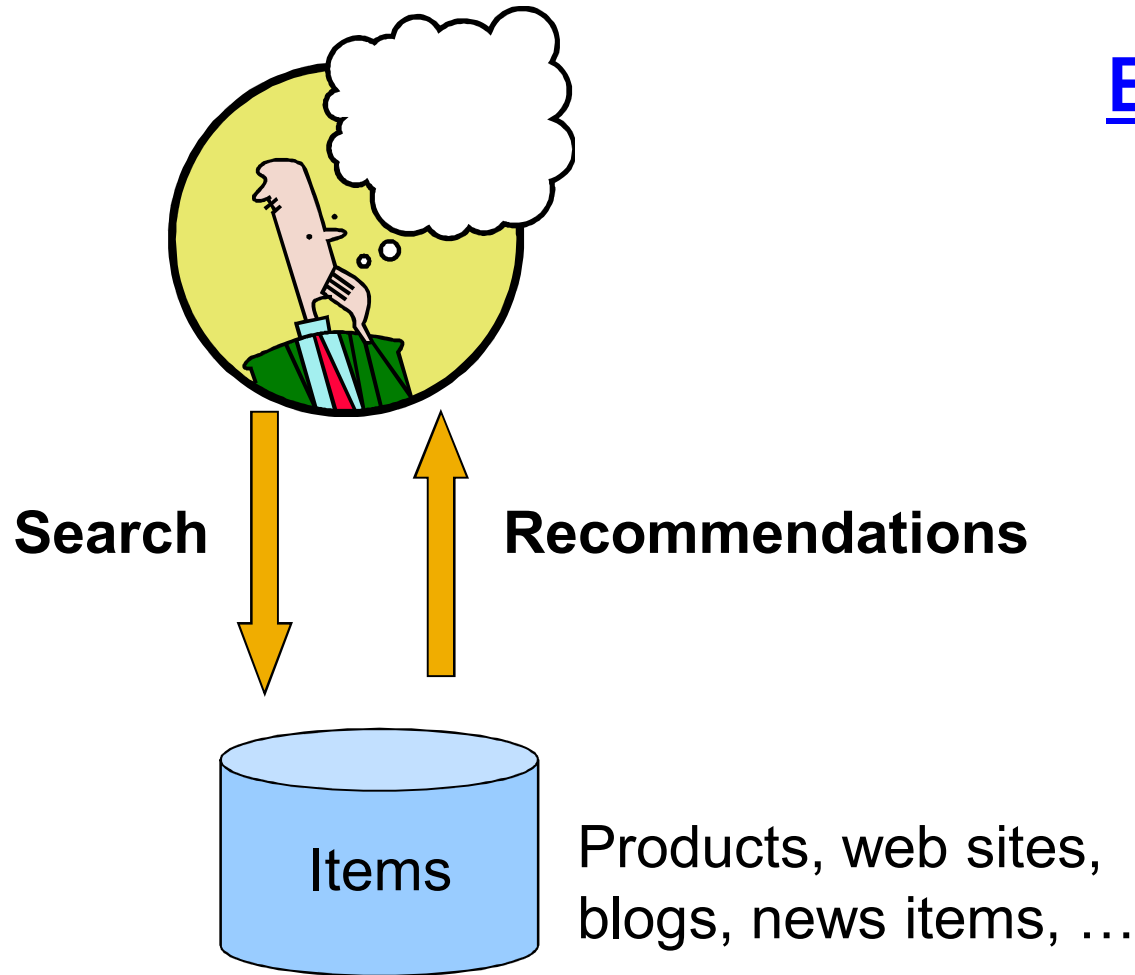 Search
Recommendations
Items
Products, web sites,
blogs, news items, …